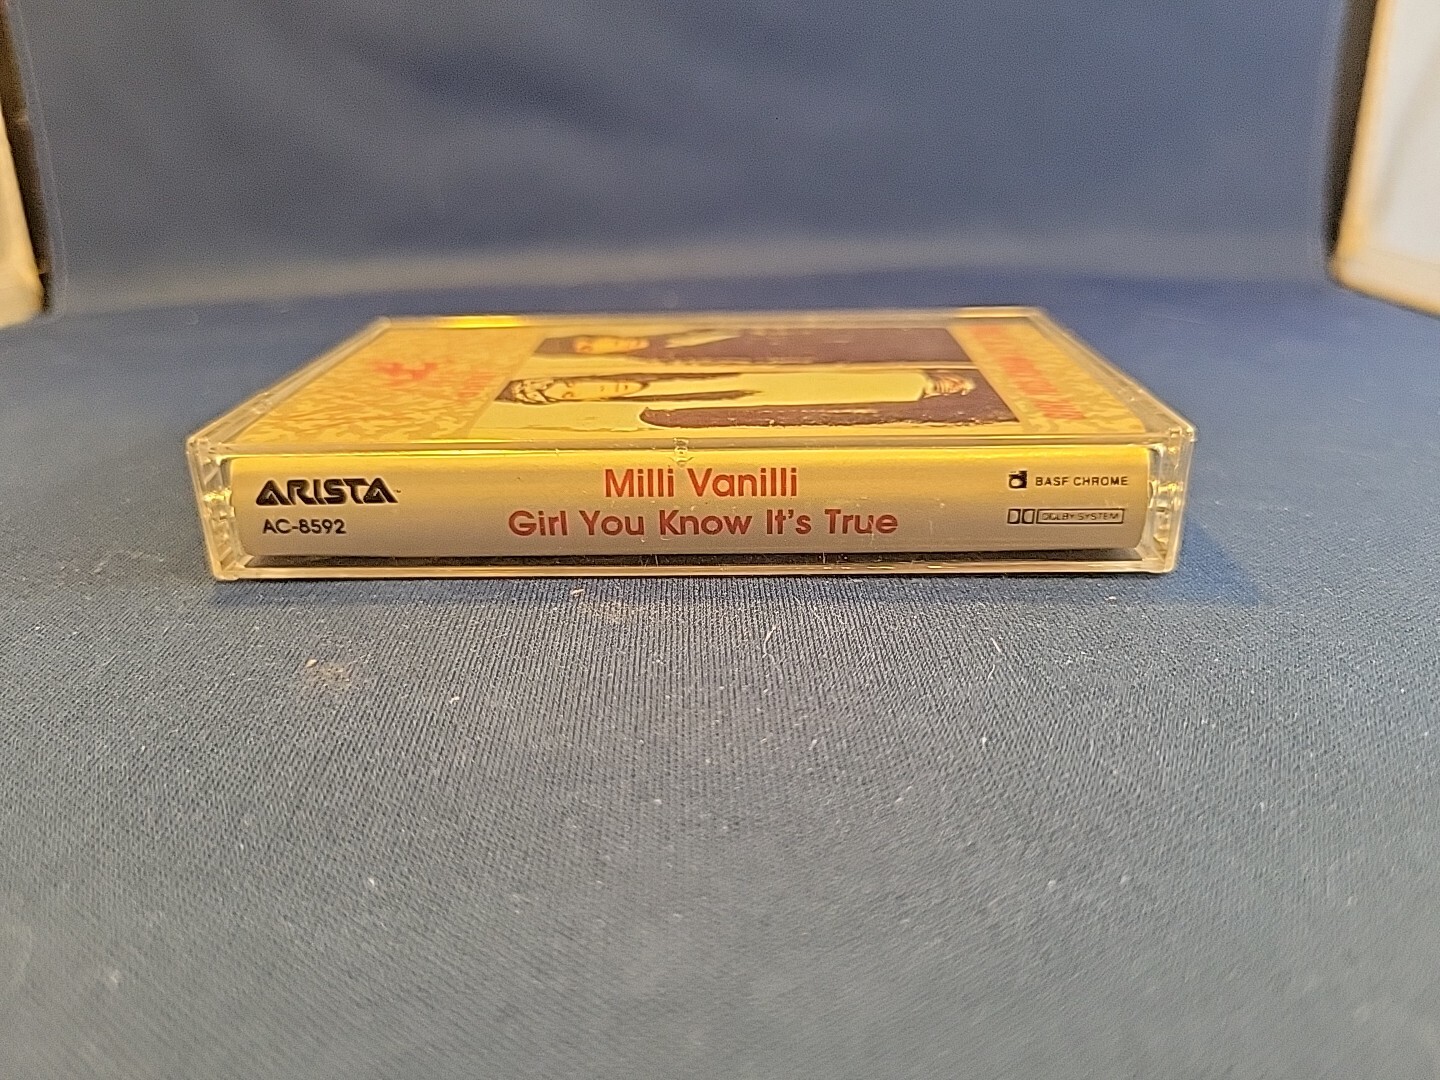 ARISTA
AC-8592
Milli Vanilli
Girl You Know It's True
BASF CHROME
DOLBY SYSTEM